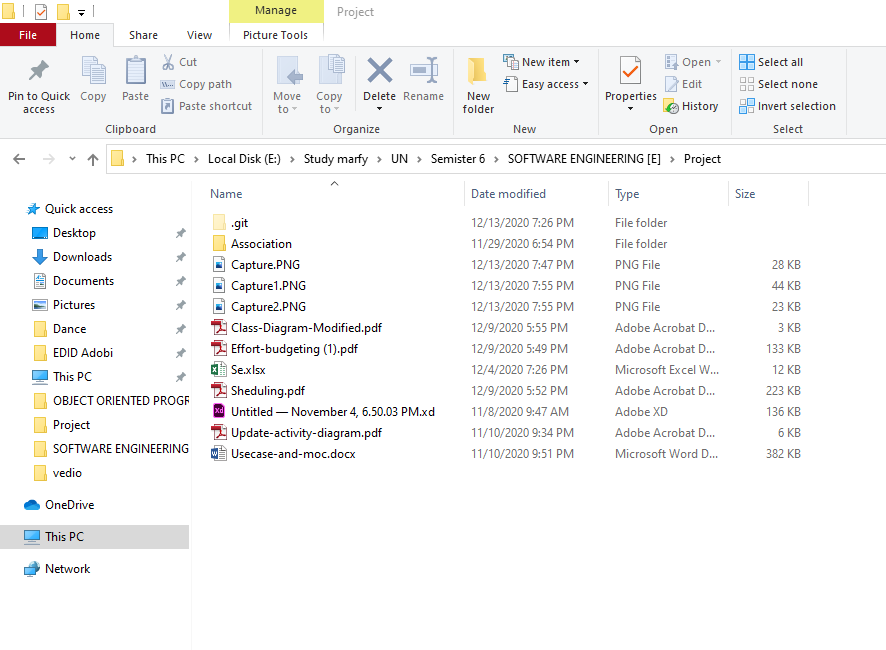 Manage
Project
File
Home
Share
View
Picture Tools
Pin to Quick access
Copy
Paste
Cut
Copy path
Paste shortcut
Clipboard
Move to
Copy to
Delete
Rename
Organize
New folder
New item
Easy access
New
Properties
Open
Edit
History
Open
Select all
Select none
Invert selection
Select
This PC > Local Disk (E:) > Study marfy > UN > Semister 6 > SOFTWARE ENGINEERING [E] > Project
Name Date modified Type Size
Quick access
Desktop
Downloads
Documents
Pictures
Dance
EDID Adobi
This PC
OBJECT ORIENTED PROGR
Project
SOFTWARE ENGINEERING
vedio
OneDrive
This PC
Network
.git 12/13/2020 7:26 PM File folder
Association 11/29/2020 6:54 PM File folder
Capture.PNG 12/13/2020 7:47 PM PNG File 28 KB
Capture1.PNG 12/13/2020 7:55 PM PNG File 44 KB
Capture2.PNG 12/13/2020 7:55 PM PNG File 23 KB
Class-Diagram-Modified.pdf 12/9/2020 5:55 PM Adobe Acrobat D... 3 KB
Effort-budgeting (1).pdf 12/9/2020 5:49 PM Adobe Acrobat D... 133 KB
Se.xlsx 12/4/2020 7:26 PM Microsoft Excel W... 12 KB
Sheduling.pdf 12/9/2020 5:52 PM Adobe Acrobat D... 223 KB
Untitled — November 4, 6.50.03 PM.xd 11/8/2020 9:47 AM Adobe XD 136 KB
Update-activity-diagram.pdf 11/10/2020 9:34 PM Adobe Acrobat D... 6 KB
Usecase-and-moc.docx 11/10/2020 9:51 PM Microsoft Word D... 382 KB